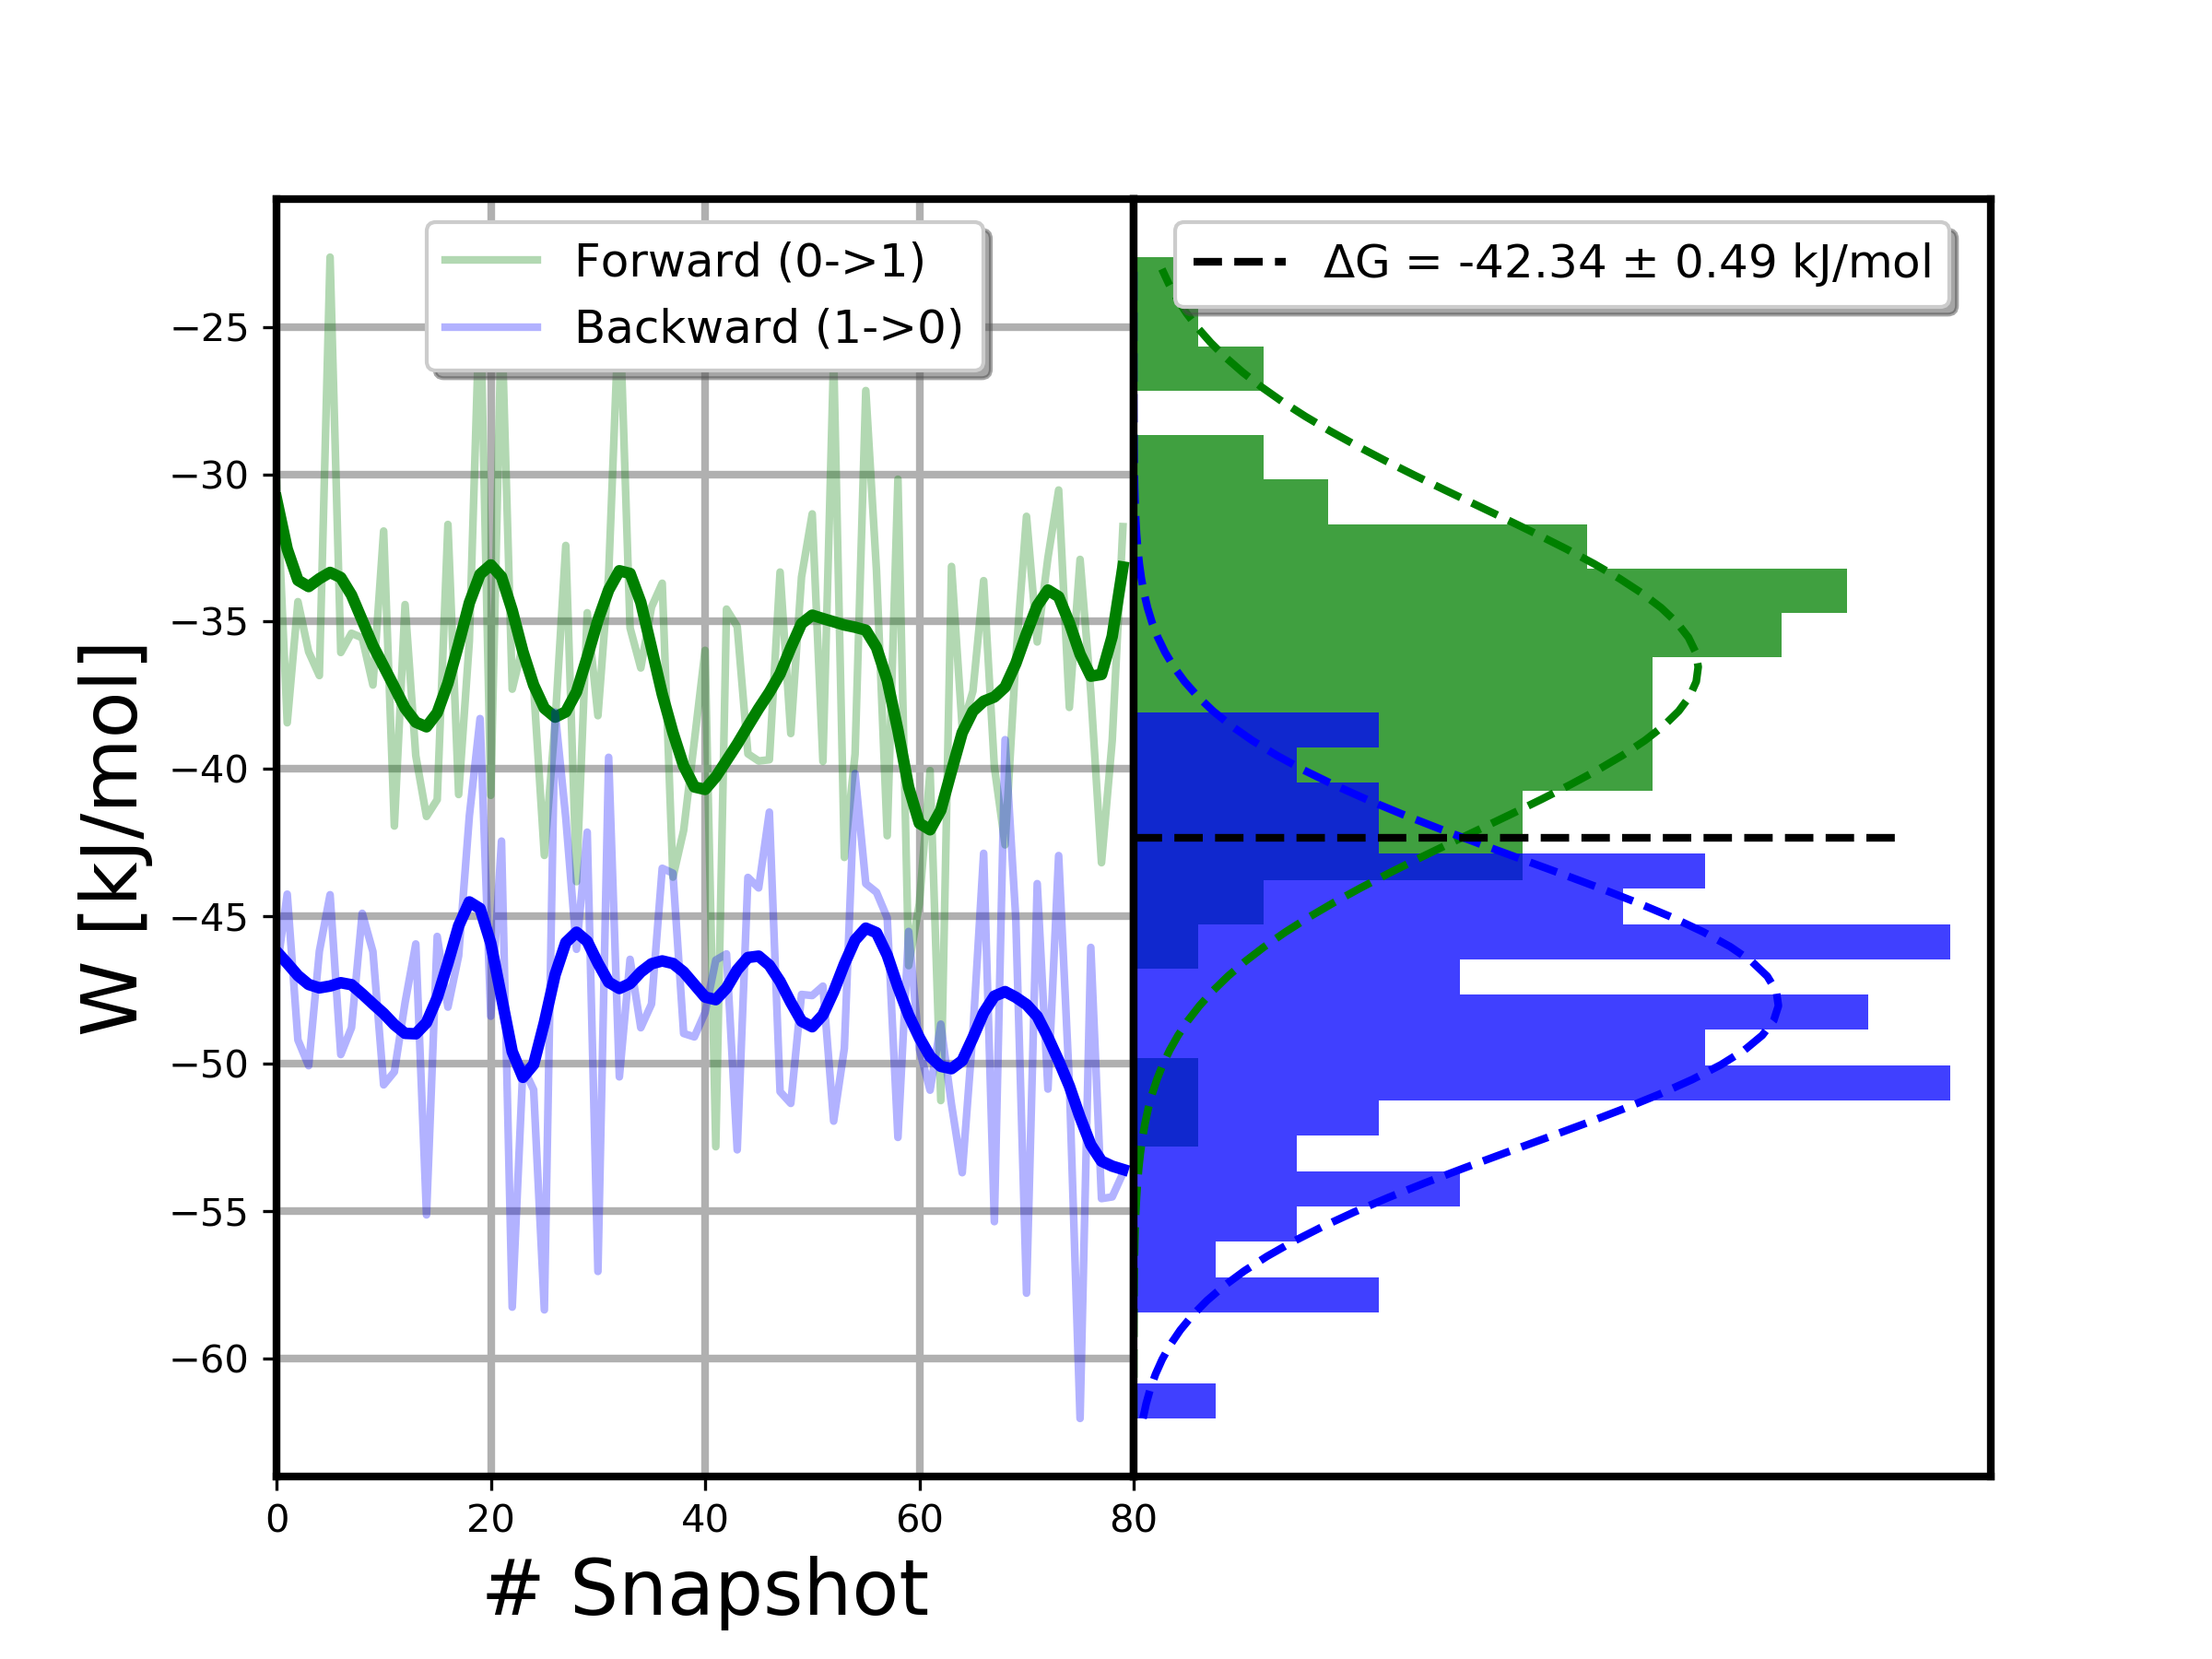 Forward (0->1)
Backward (1->0)
ΔG = -42.34 ± 0.49 kJ/mol
W [kJ/mol]
−25
−30
−35
−40
−45
−50
−55
−60
0 20 40 60 80
# Snapshot